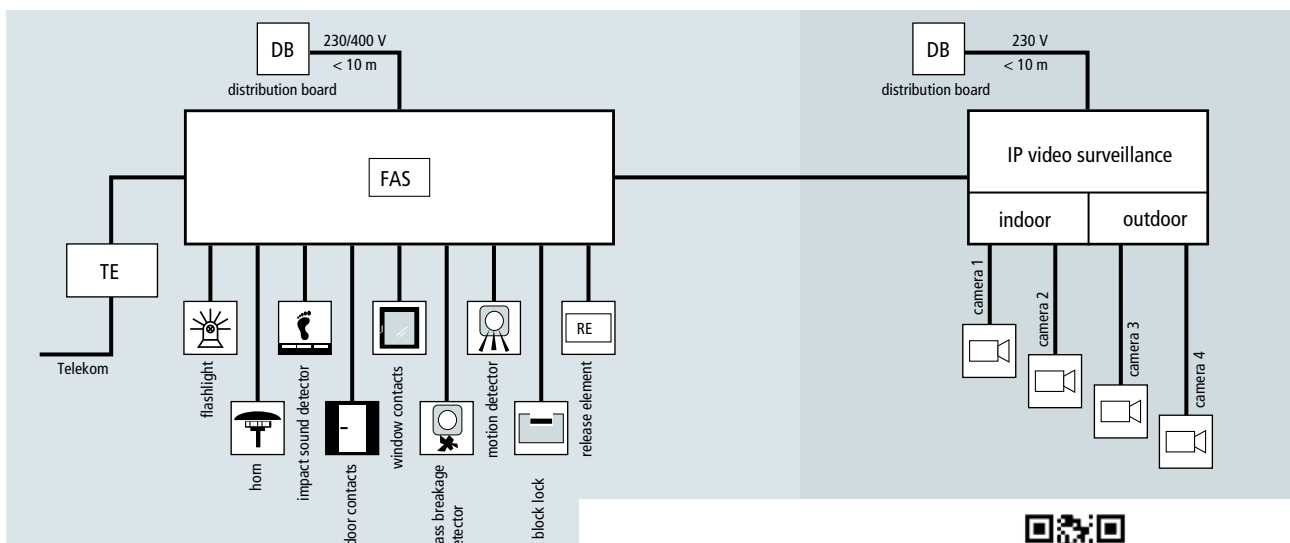 DB
230/400 V
< 10 m
distribution board
DB
230 V
< 10 m
distribution board
FAS
IP video surveillance
indoor
outdoor
TE
Telekom
flashlight
horn
impact sound detector
door contacts
window contacts
breakage
motion detector
block lock
RE
release element
camera 1
camera 2
camera 3
camera 4